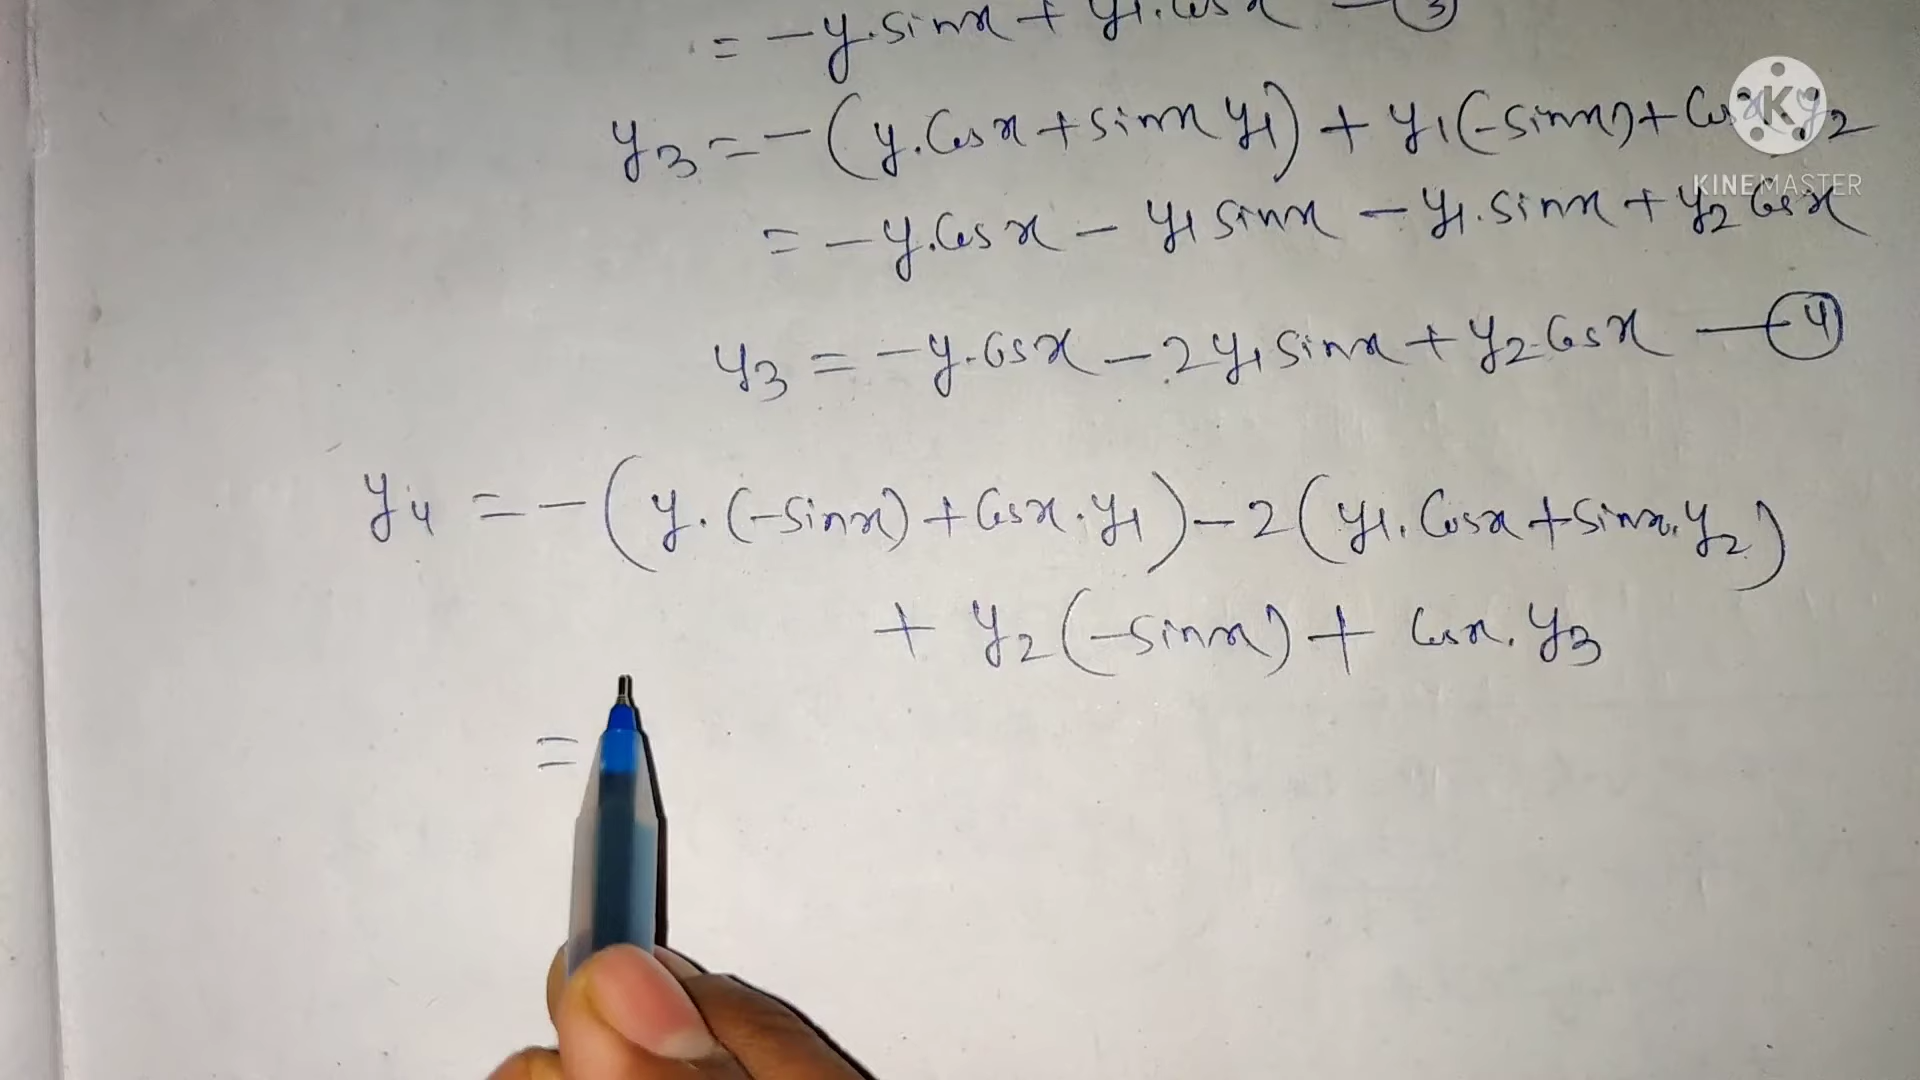 = -y.sinx + y1.cosx — ③
y3 = -(y.cosx + sinx y1) + y1(-sinx) + cosx y2
KINEMASTER
= -y.cosx - y1 sinx - y1.sinx + y2 cosx
y3 = -y.cosx - 2y1 sinx + y2.cosx — ④
y4 = -(y.(-sinx) + cosx.y1) - 2(y1.cosx + sinx.y2)
+ y2(-sinx) + cosx.y3
=